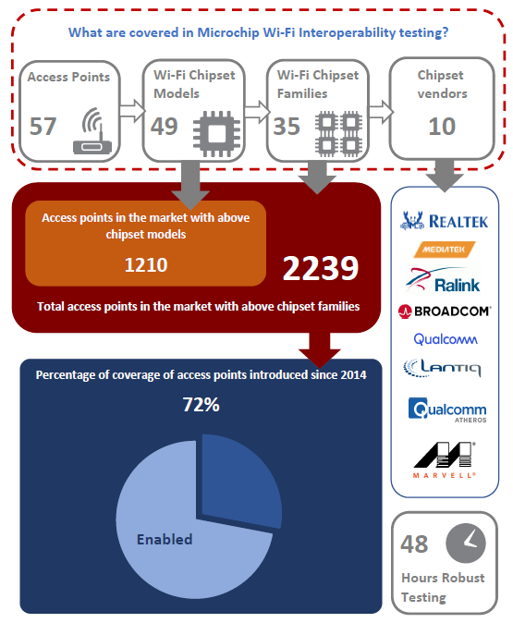 What are covered in Microchip Wi-Fi Interoperability testing?
Access Points
57
Wi-Fi Chipset
Models
49
Wi-Fi Chipset
Families
35
Chipset
vendors
10
Access points in the market with above
chipset models
1210
2239
Total access points in the market with above chipset families
REALTEK
MEDIATEK
Ralink
BROADCOM®
Qualcomm
LANTIQ
Qualcomm
ATHEROS
MARVELL®
Percentage of coverage of access points introduced since 2014
72%
Enabled
48
Hours Robust
Testing